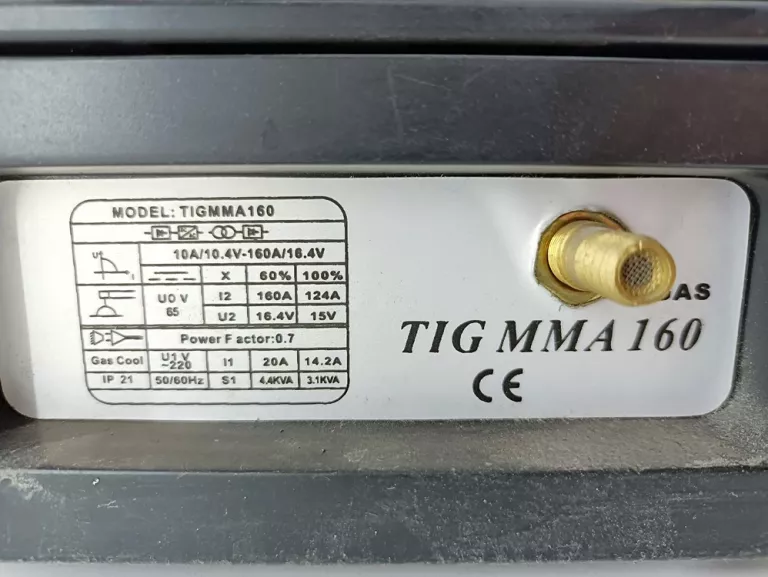 MODEL: TIGMMA160
10A/10.4V-160A/16.4V
X 60% 100%
U0 V 65
I2 160A 124A
U2 16.4V 15V
Power Factor:0.7
Gas Cool U1 V ~220 I1 20A 14.2A
IP 21 50/60Hz S1 4.4KVA 3.1KVA
TIG MMA 160
CE